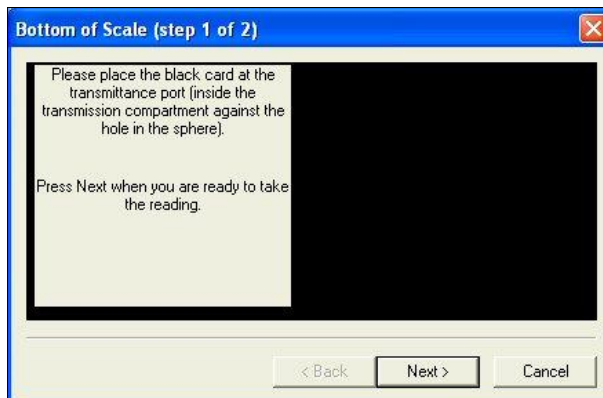 Bottom of Scale (step 1 of 2)
Please place the black card at the
transmittance port (inside the
transmission compartment against the
hole in the sphere).
Press Next when you are ready to take
the reading.
< Back
Next >
Cancel